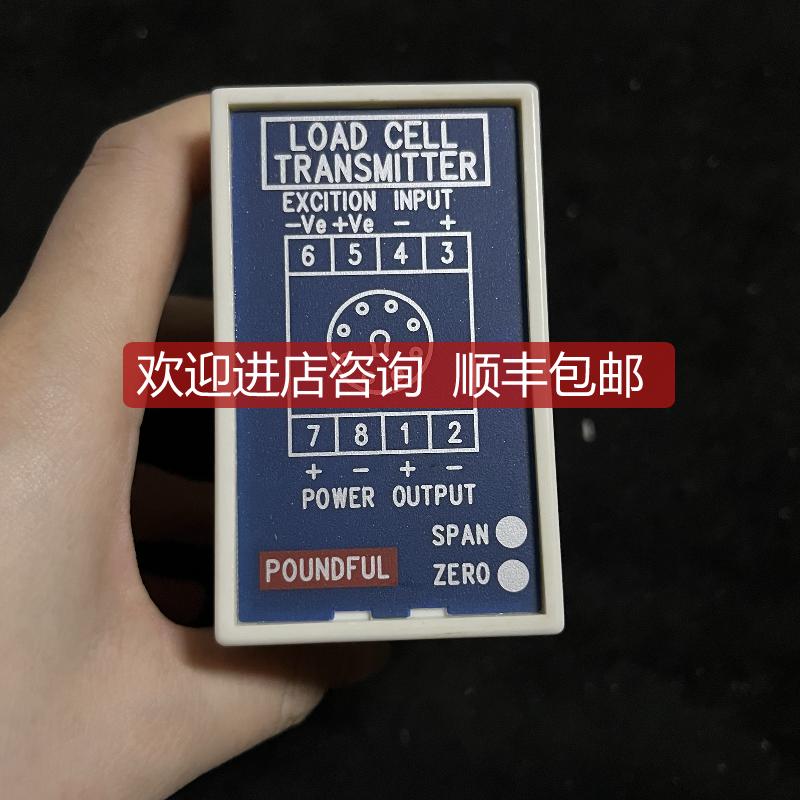 LOAD CELL
TRANSMITTER
EXCITION INPUT
-Ve +Ve - +
6 5 4 3
欢迎进店咨询 顺丰包邮
7 8 1 2
+ - + -
POWER OUTPUT
SPAN
POUNDFUL
ZERO